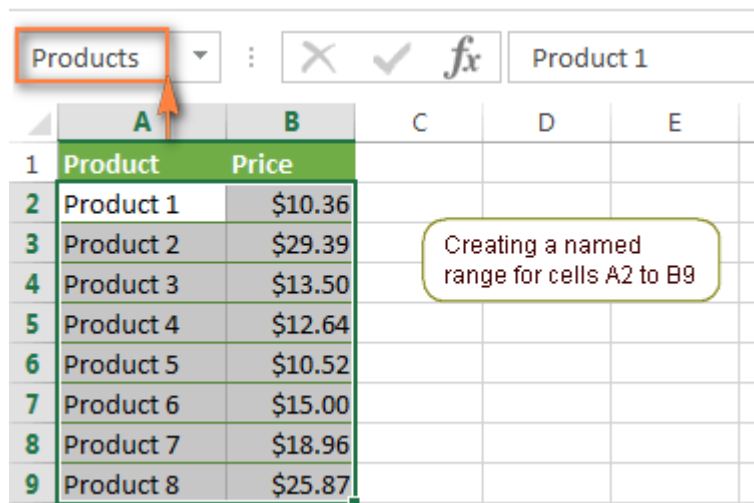 Products fx Product 1
A B C D E
1 Product Price
2 Product 1 $10.36
3 Product 2 $29.39
4 Product 3 $13.50
5 Product 4 $12.64
6 Product 5 $10.52
7 Product 6 $15.00
8 Product 7 $18.96
9 Product 8 $25.87
Creating a named
range for cells A2 to B9